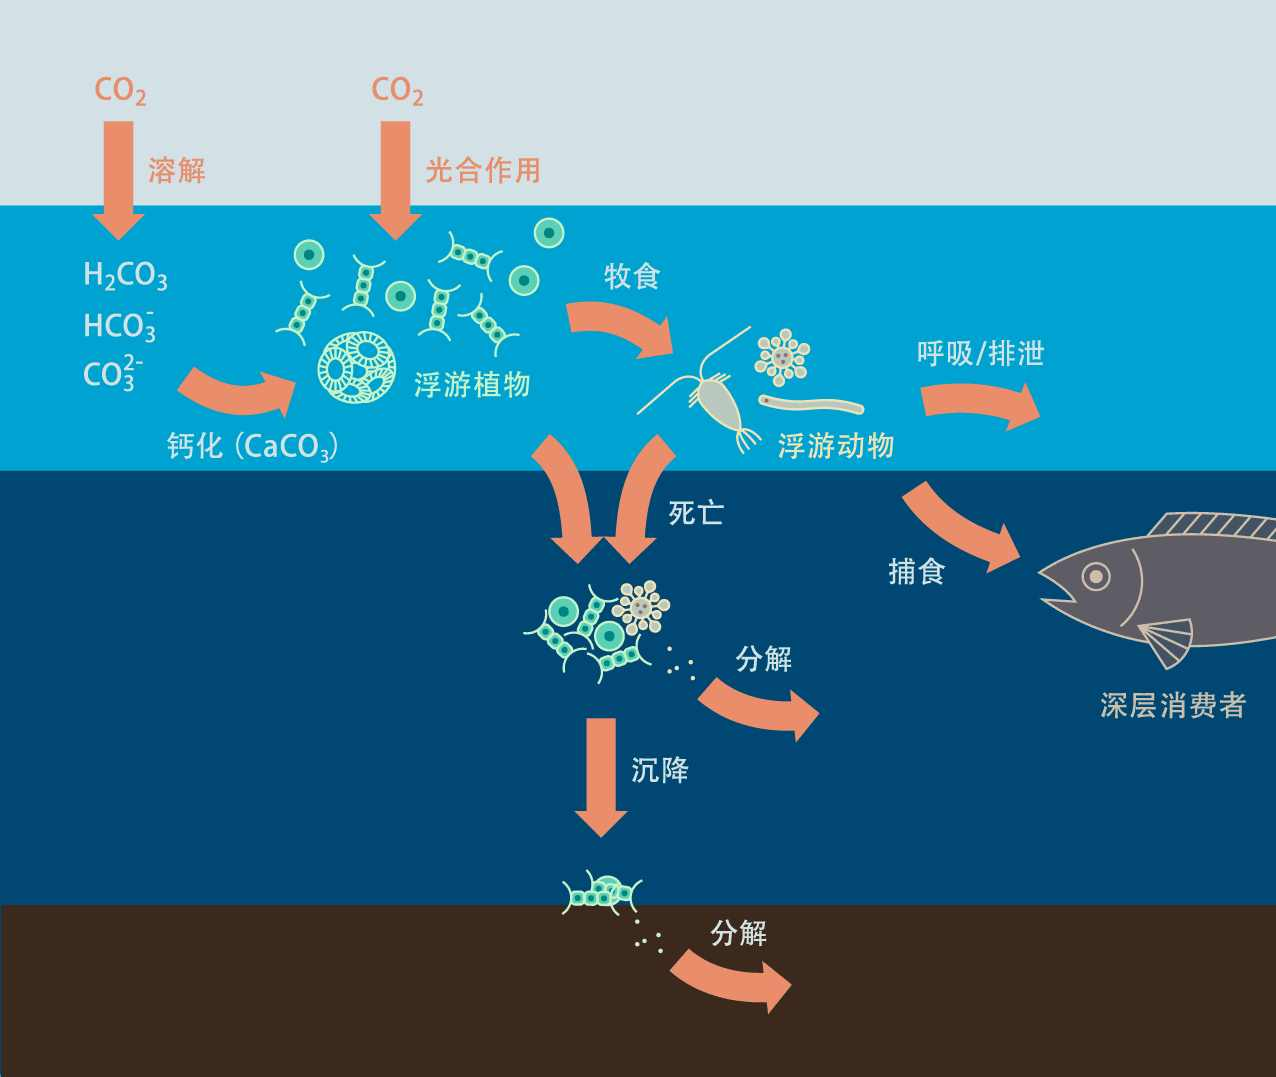 CO₂
CO₂
溶解
光合作用
H₂CO₃
HCO₃⁻
CO₃²⁻
牧食
浮游植物
呼吸/排泄
钙化（CaCO₃）
浮游动物
死亡
捕食
分解
深层消费者
沉降
分解